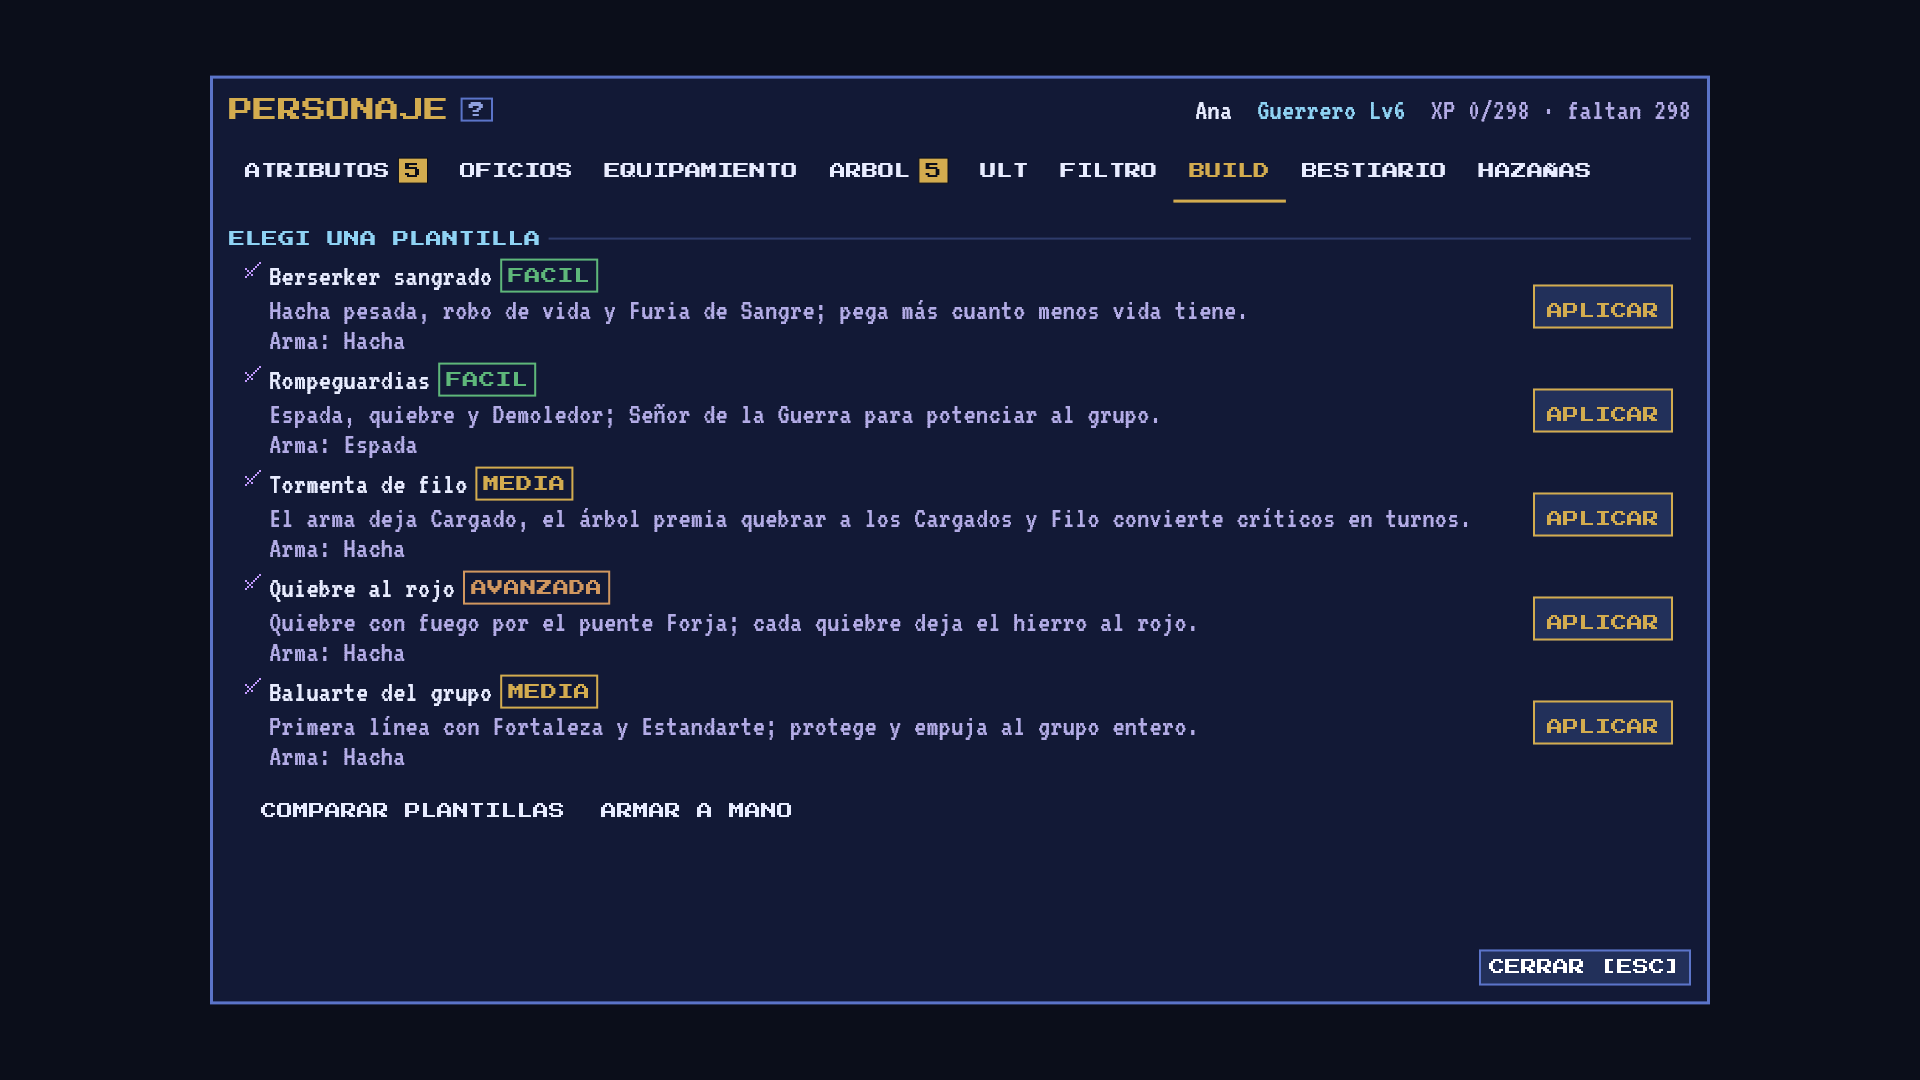 PERSONAJE ? Ana Guerrero Lv6 XP 0/298 · faltan 298
ATRIBUTOS 5 OFICIOS EQUIPAMIENTO ARBOL 5 ULT FILTRO BUILD BESTIARIO HAZAñAS
ELEGI UNA PLANTILLA
Berserker sangrado FACIL
Hacha pesada, robo de vida y Furia de Sangre; pega más cuanto menos vida tiene.
APLICAR
Arma: Hacha
Rompeguardias FACIL
Espada, quiebre y Demoledor; Señor de la Guerra para potenciar al grupo.
APLICAR
Arma: Espada
Tormenta de filo MEDIA
El arma deja Cargado, el árbol premia quebrar a los Cargados y Filo convierte críticos en turnos.
APLICAR
Arma: Hacha
Quiebre al rojo AVANZADA
Quiebre con fuego por el puente Forja; cada quiebre deja el hierro al rojo.
APLICAR
Arma: Hacha
Baluarte del grupo MEDIA
Primera línea con Fortaleza y Estandarte; protege y empuja al grupo entero.
APLICAR
Arma: Hacha
COMPARAR PLANTILLAS ARMAR A MANO
CERRAR [ESC]